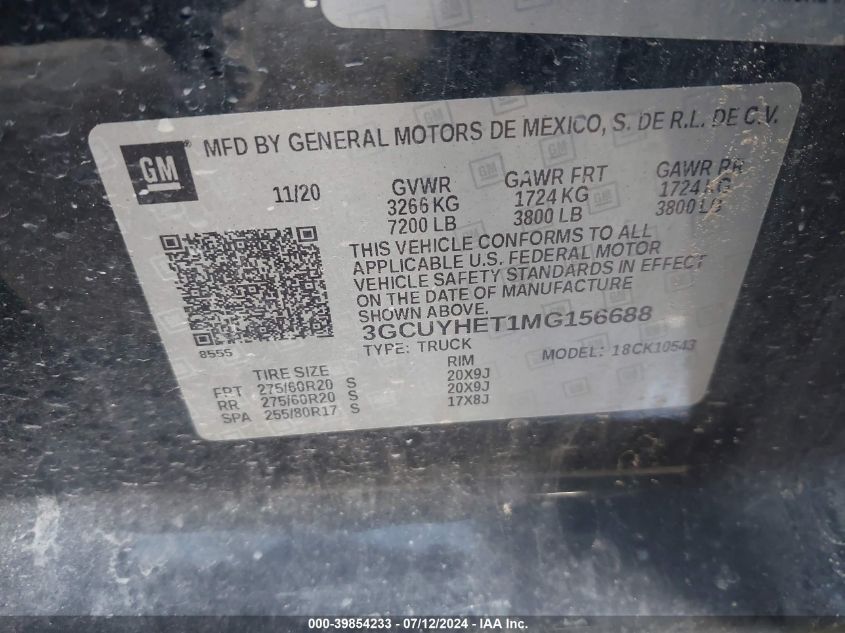 GM
MFD BY GENERAL MOTORS DE MEXICO, S. DE R.L. DE C.V.
11/20
GVWR GAWR FRT GAWR RR
3266 KG 1724 KG 1724 KG
7200 LB 3800 LB 3800 LB
THIS VEHICLE CONFORMS TO ALL
APPLICABLE U.S. FEDERAL MOTOR
VEHICLE SAFETY STANDARDS IN EFFECT
ON THE DATE OF MANUFACTURE
SHOWN ABOVE.
3GCUYHET1MG156688
8555
TYPE: TRUCK MODEL: 18CK10543
TIRE SIZE RIM
FRT 275/60R20 S 20X9J
RR 275/60R20 S 20X9J
SPA 255/80R17 S 17X8J
000-39854233 - 07/12/2024 - IAA Inc.